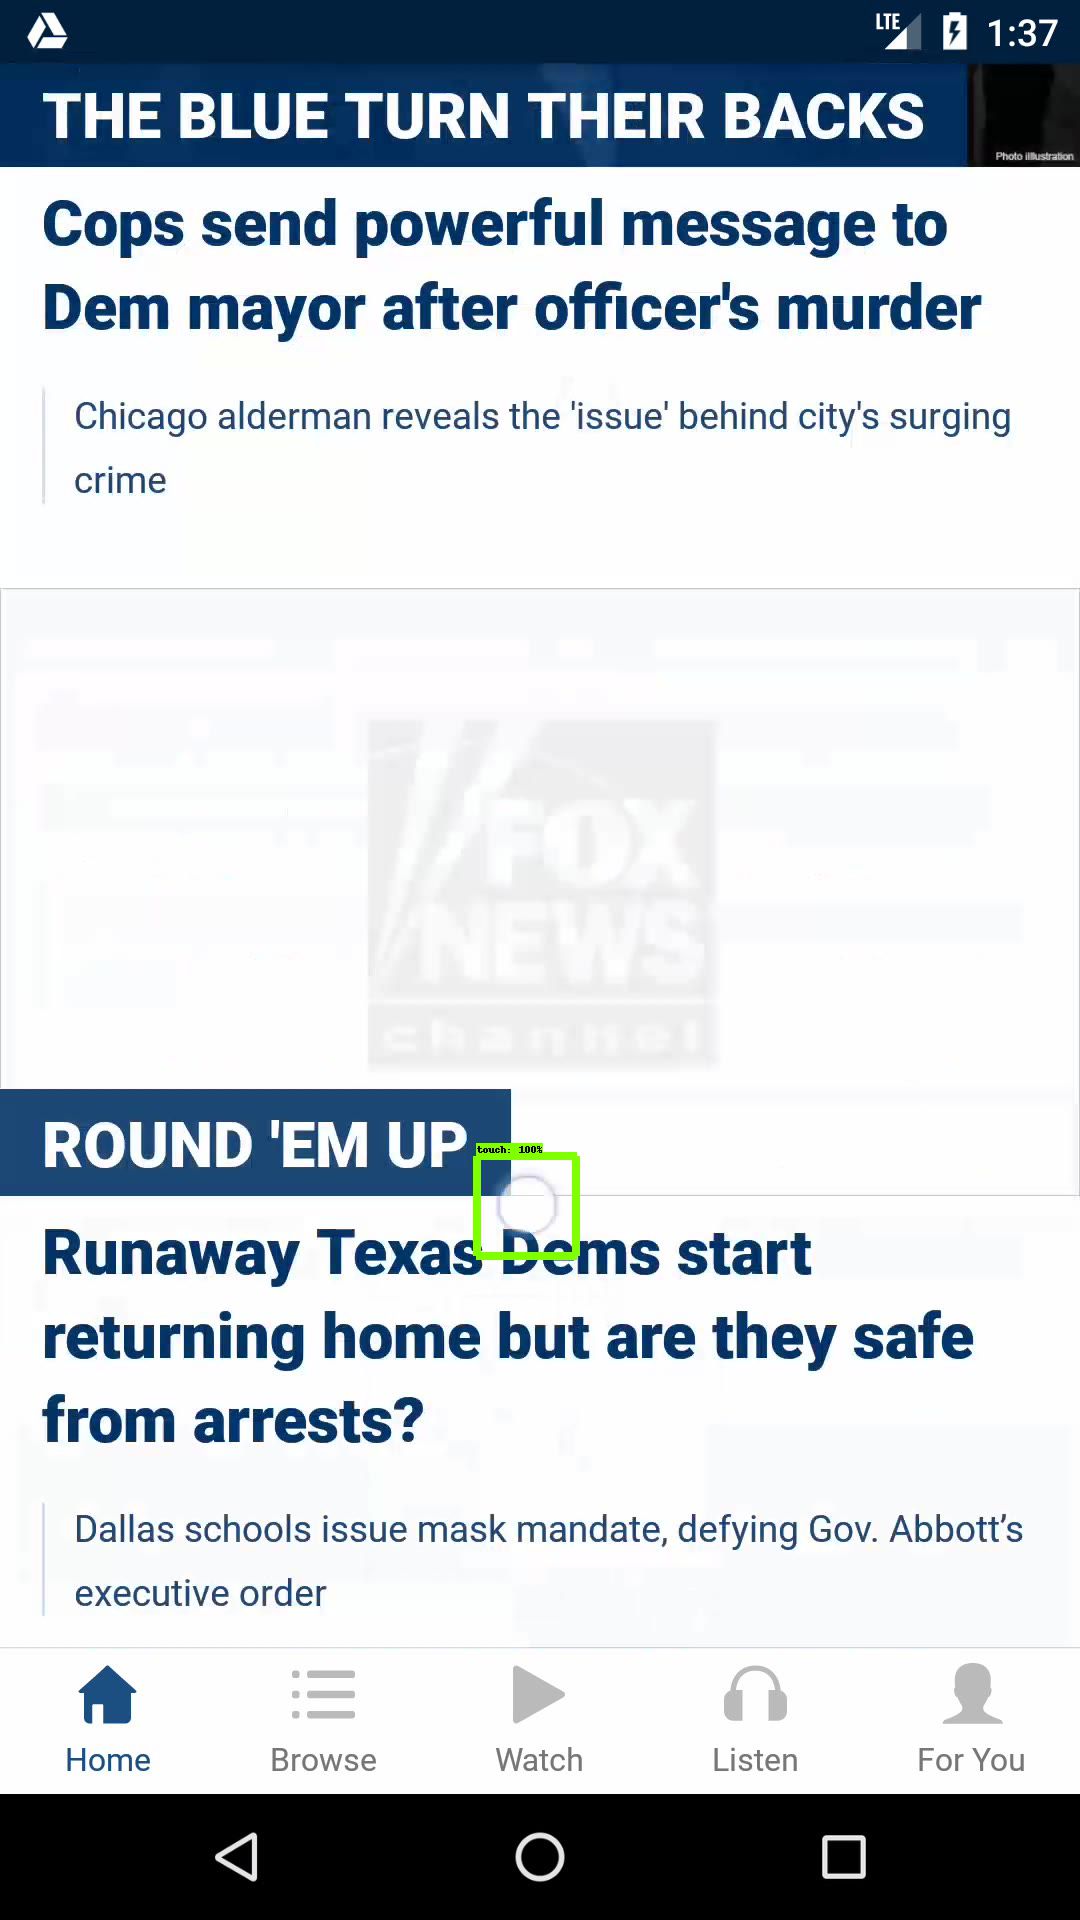 LTE 1:37
THE BLUE TURN THEIR BACKS
Photo illustration
Cops send powerful message to
Dem mayor after officer's murder
Chicago alderman reveals the 'issue' behind city's surging
crime
FOX
NEWS
channel
ROUND 'EM UP
touch: 100%
Runaway Texas Dems start
returning home but are they safe
from arrests?
Dallas schools issue mask mandate, defying Gov. Abbott’s
executive order
Home Browse Watch Listen For You